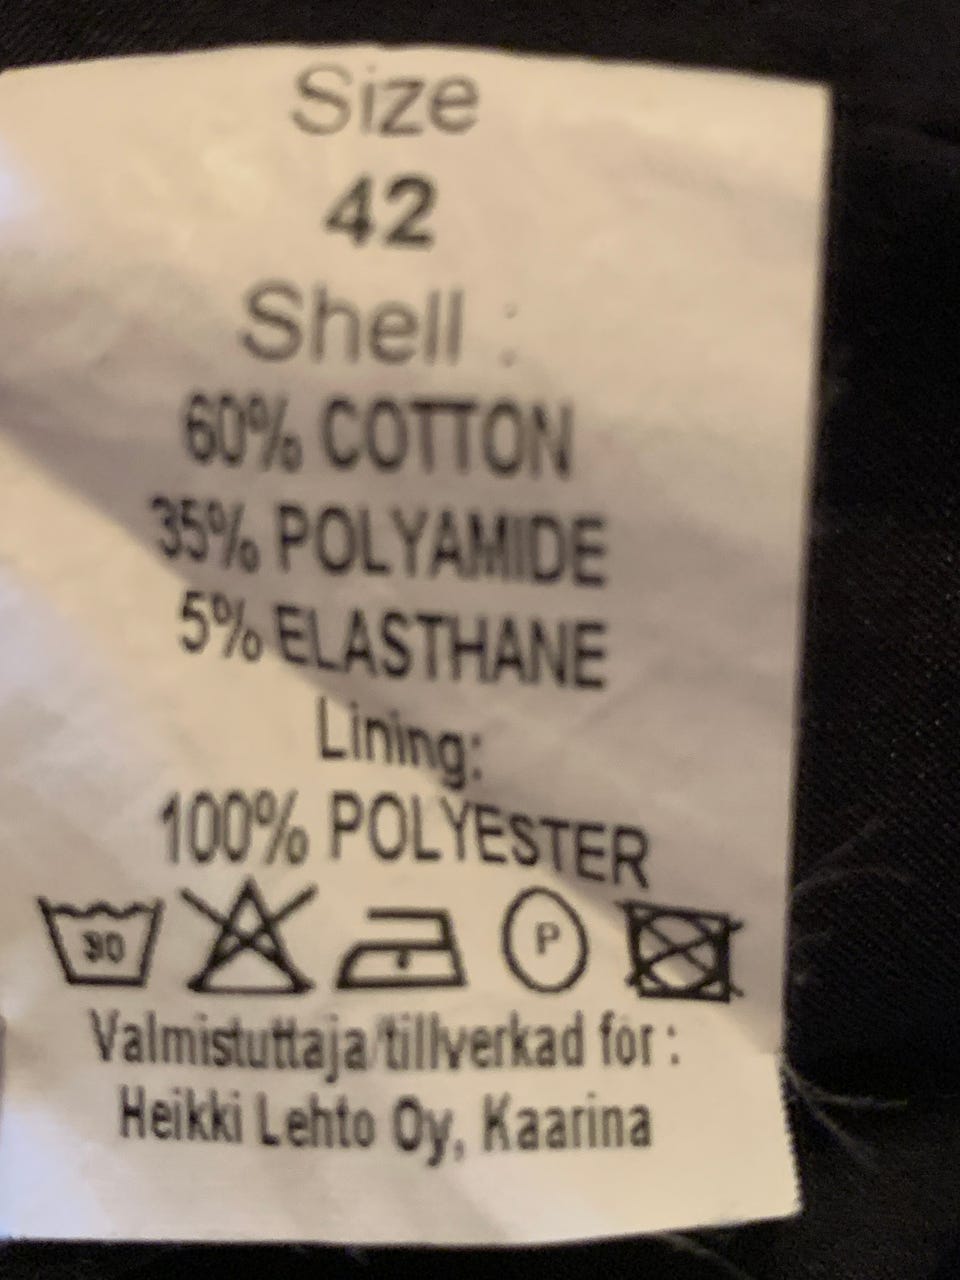 Size
42
Shell :
60% COTTON
35% POLYAMIDE
5% ELASTHANE
Lining:
100% POLYESTER
30 P
Valmistuttaja/tillverkad för :
Heikki Lehto Oy, Kaarina